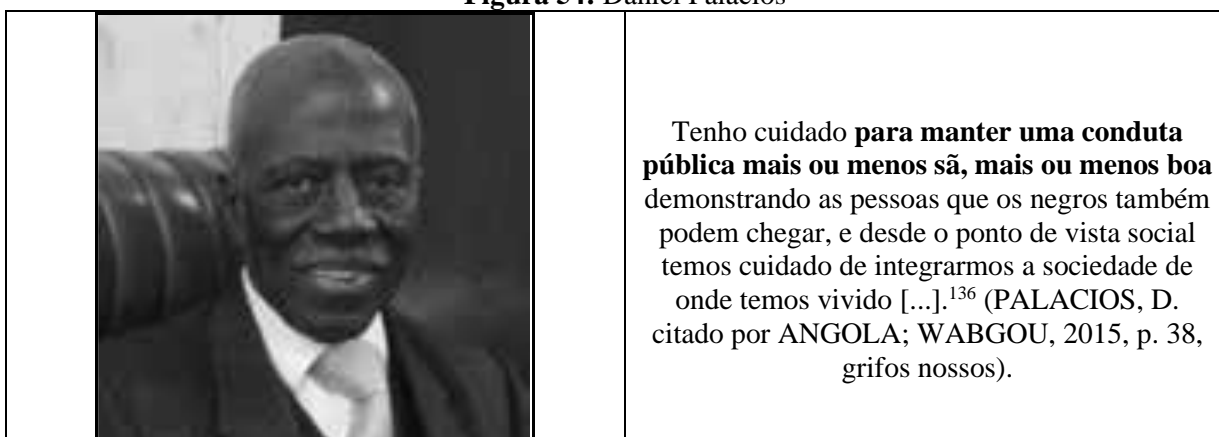 Figura 54: Daniel Palacios
Tenho cuidado para manter uma conduta
pública mais ou menos sã, mais ou menos boa
demonstrando as pessoas que os negros também
podem chegar, e desde o ponto de vista social
temos cuidado de integrarmos a sociedade de
onde temos vivido [...].136 (PALACIOS, D.
citado por ANGOLA; WABGOU, 2015, p. 38,
grifos nossos).